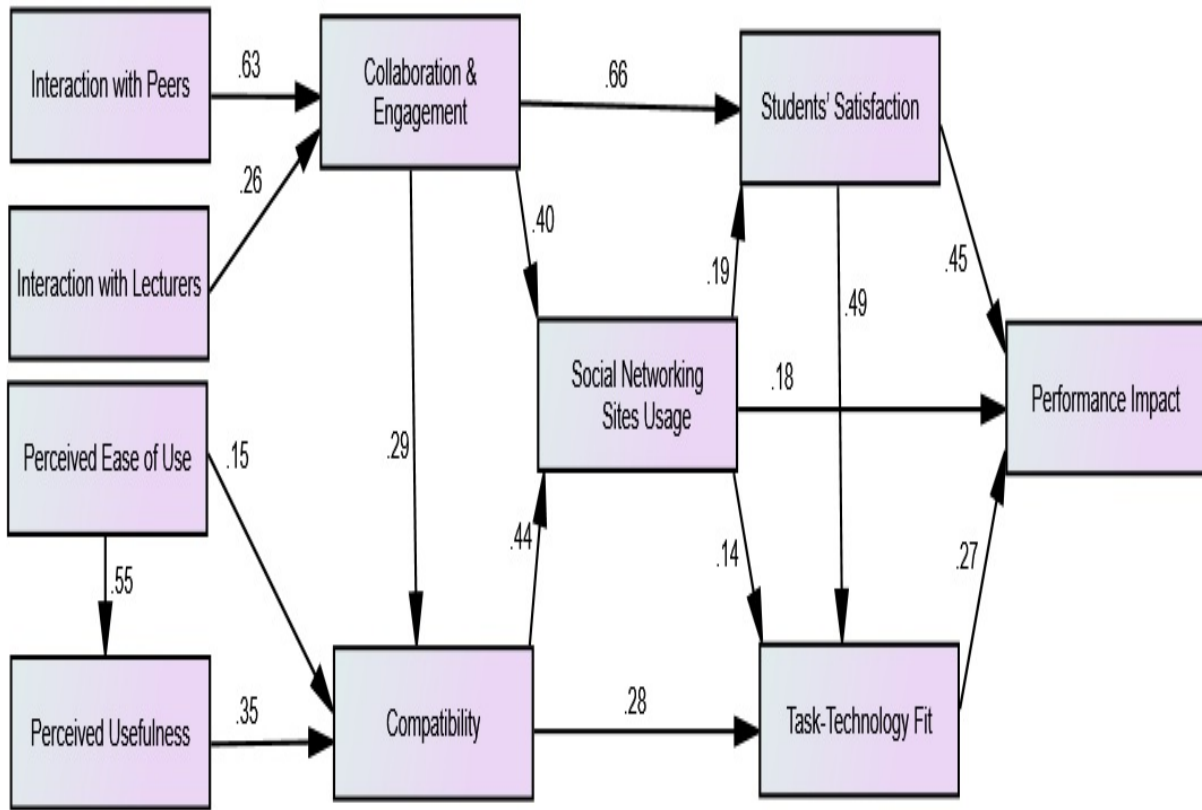 Interaction with Peers
.63
Collaboration &
Engagement
.66
Students' Satisfaction
.26
Interaction with Lecturers
.40
.19
.49
.45
Social Networking
Sites Usage
.18
Performance Impact
Perceived Ease of Use
.15
.29
.44
.14
.27
.55
Perceived Usefulness
.35
Compatibility
.28
Task-Technology Fit